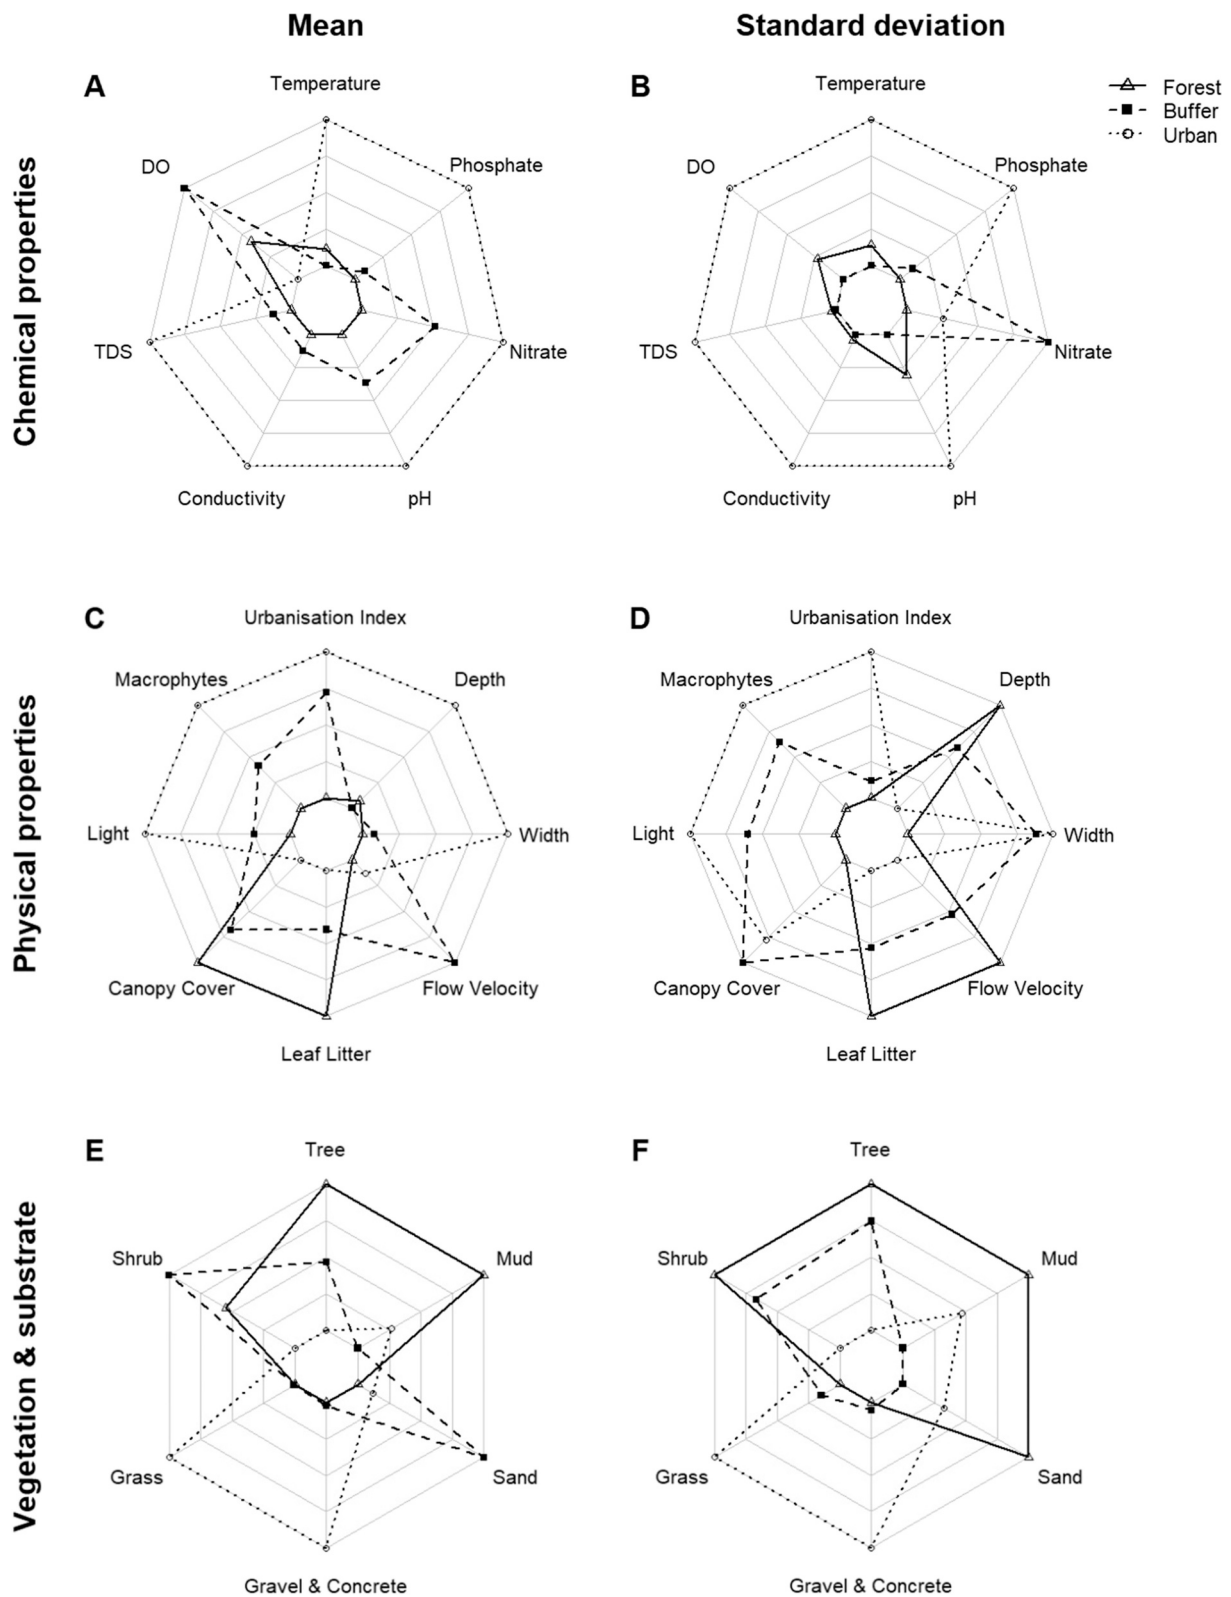 Mean
Standard deviation
A
Temperature
Phosphate
Nitrate
pH
Conductivity
TDS
DO
B
Temperature
Phosphate
Nitrate
pH
Conductivity
TDS
DO
Forest
Buffer
Urban
Chemical properties
C
Urbanisation Index
Depth
Width
Flow Velocity
Leaf Litter
Canopy Cover
Light
Macrophytes
D
Urbanisation Index
Depth
Width
Flow Velocity
Leaf Litter
Canopy Cover
Light
Macrophytes
Physical properties
E
Tree
Mud
Sand
Gravel & Concrete
Grass
Shrub
F
Tree
Mud
Sand
Gravel & Concrete
Grass
Shrub
Vegetation & substrate